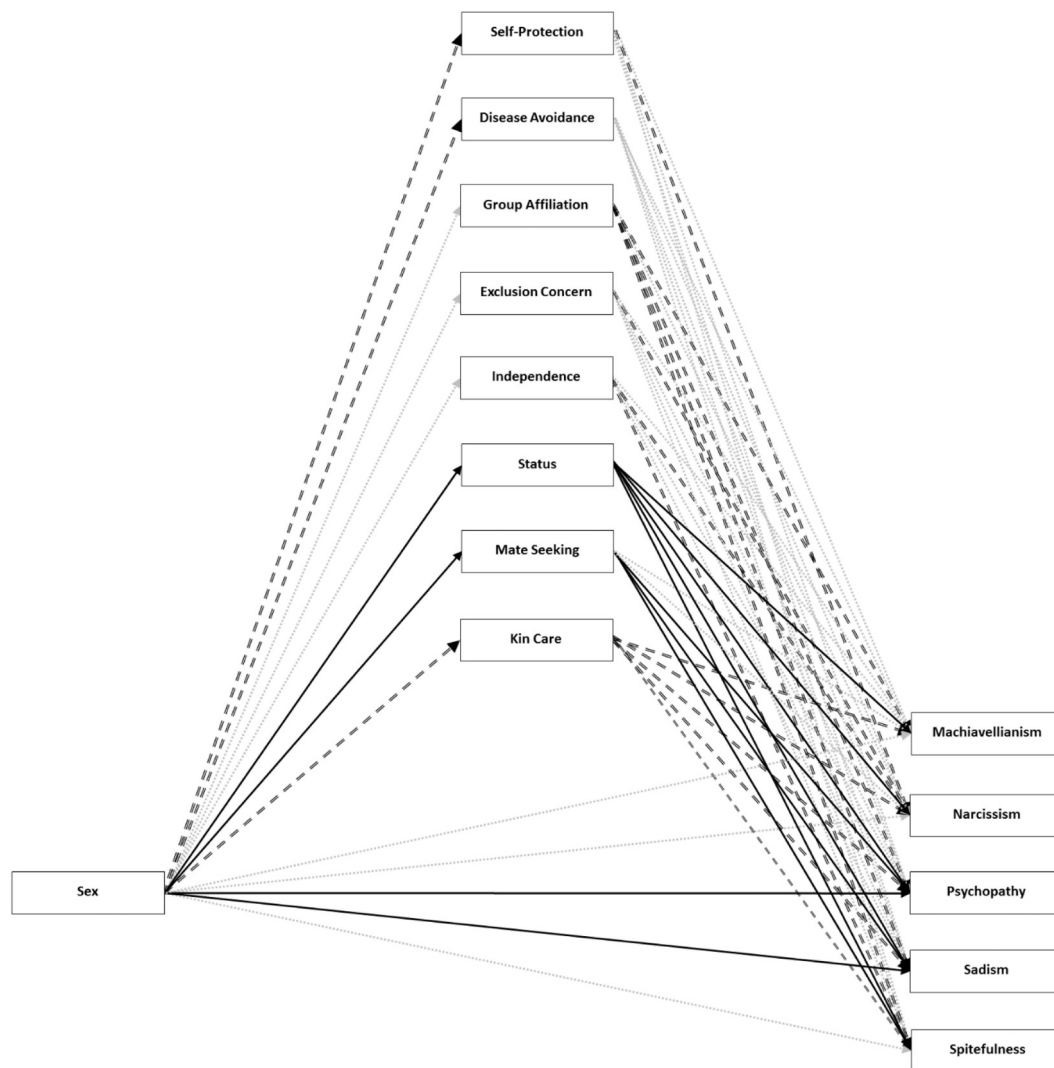 Self-Protection
Disease Avoidance
Group Affiliation
Exclusion Concern
Independence
Status
Mate Seeking
Kin Care
Machiavellianism
Narcissism
Sex
Psychopathy
Sadism
Spitefulness